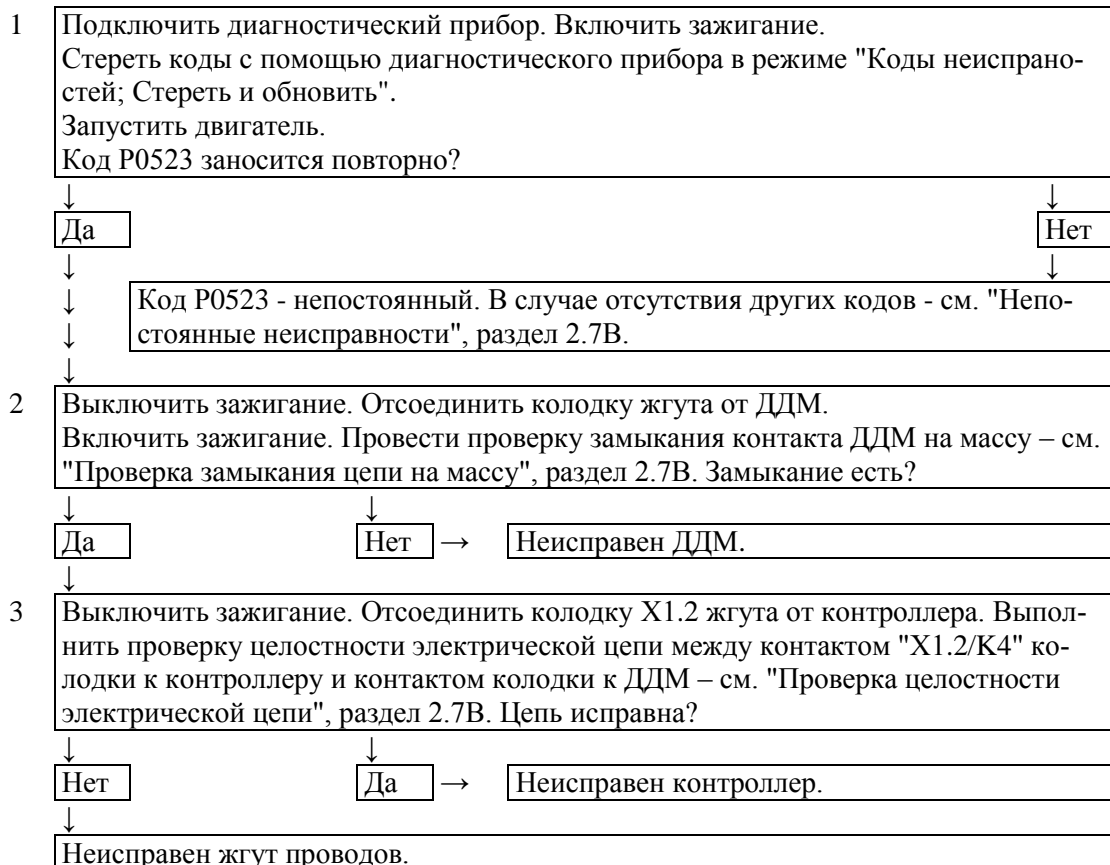 1 Подключить диагностический прибор. Включить зажигание.
Стереть коды с помощью диагностического прибора в режиме "Коды неиспрано-
стей; Стереть и обновить".
Запустить двигатель.
Код P0523 заносится повторно?
↓ ↓
Да Нет
↓ ↓
↓ Код P0523 - непостоянный. В случае отсутствия других кодов - см. "Непо-
↓ стоянные неисправности", раздел 2.7В.
↓
2 Выключить зажигание. Отсоединить колодку жгута от ДДМ.
Включить зажигание. Провести проверку замыкания контакта ДДМ на массу – см.
"Проверка замыкания цепи на массу", раздел 2.7В. Замыкание есть?
↓ ↓
Да Нет → Неисправен ДДМ.
↓
3 Выключить зажигание. Отсоединить колодку X1.2 жгута от контроллера. Выпол-
нить проверку целостности электрической цепи между контактом "X1.2/K4" ко-
лодки к контроллеру и контактом колодки к ДДМ – см. "Проверка целостности
электрической цепи", раздел 2.7В. Цепь исправна?
↓ ↓
Нет Да → Неисправен контроллер.
↓
Неисправен жгут проводов.